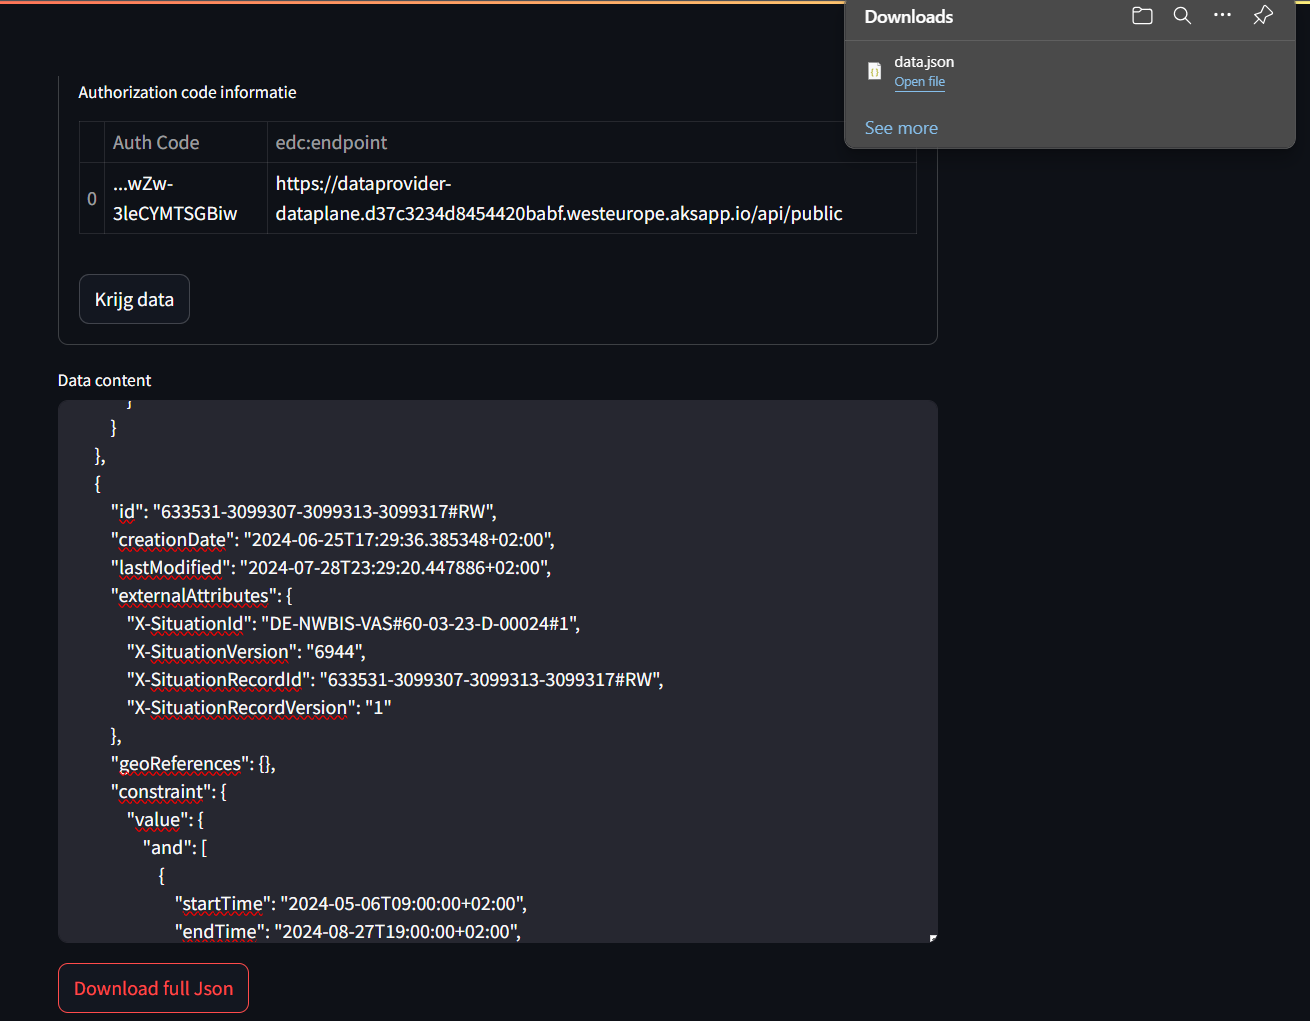 Downloads
data.json
Open file
See more
Authorization code informatie
Auth Code edc:endpoint
0 ...wZw-3leCYMTSGBiw https://dataprovider-dataplane.d37c3234d8454420babf.westeurope.aksapp.io/api/public
Krijg data
Data content
}
}
},
{
"id": "633531-3099307-3099313-3099317#RW",
"creationDate": "2024-06-25T17:29:36.385348+02:00",
"lastModified": "2024-07-28T23:29:20.447886+02:00",
"externalAttributes": {
"X-SituationId": "DE-NWBIS-VAS#60-03-23-D-00024#1",
"X-SituationVersion": "6944",
"X-SituationRecordId": "633531-3099307-3099313-3099317#RW",
"X-SituationRecordVersion": "1"
},
"geoReferences": {},
"constraint": {
"value": {
"and": [
{
"startTime": "2024-05-06T09:00:00+02:00",
"endTime": "2024-08-27T19:00:00+02:00",
Download full Json